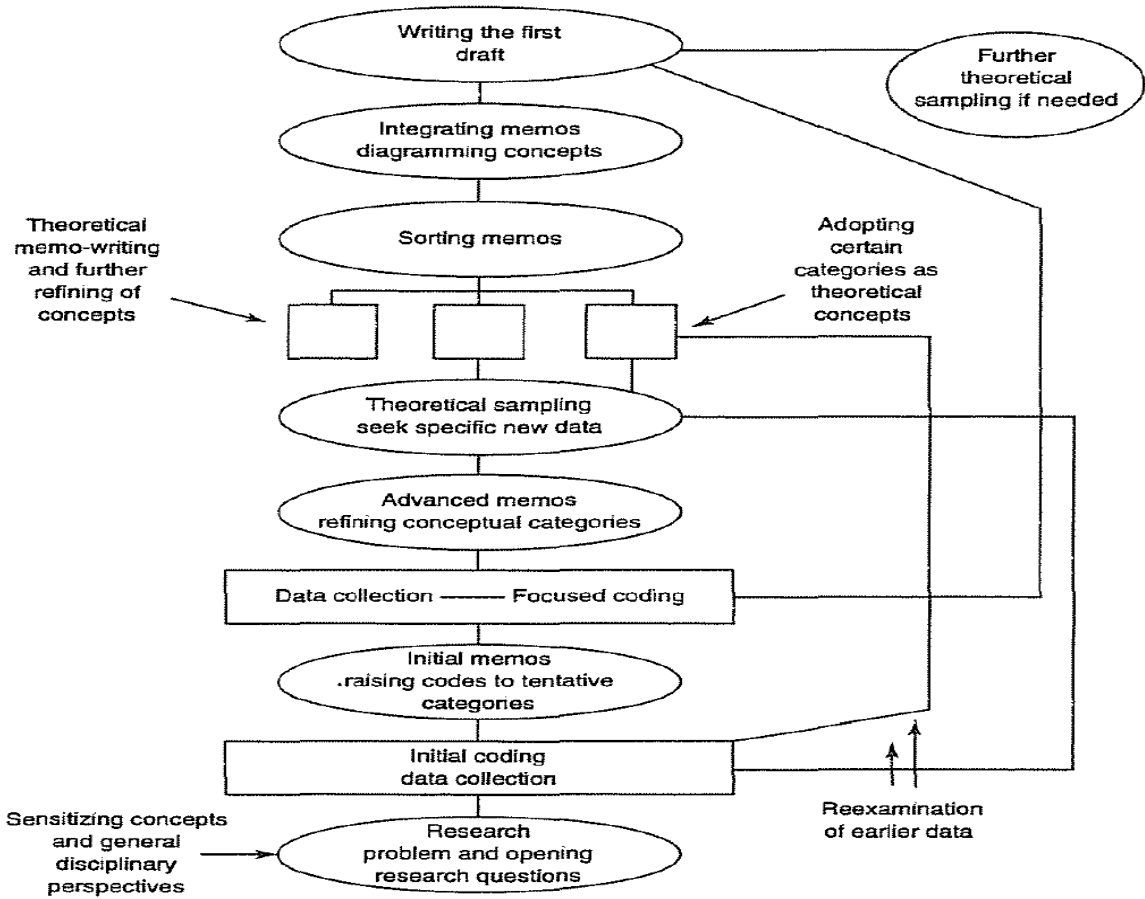 Writing the first
draft
Further
theoretical
sampling if needed
Integrating memos
diagramming concepts
Theoretical
memo-writing
and further
refining of
concepts
Sorting memos
Adopting
certain
categories as
theoretical
concepts
Theoretical sampling
seek specific new data
Advanced memos
refining conceptual categories
Data collection ——— Focused coding
Initial memos
.raising codes to tentative
categories
Initial coding
data collection
Reexamination
of earlier data
Sensitizing concepts
and general
disciplinary
perspectives
Research
problem and opening
research questions